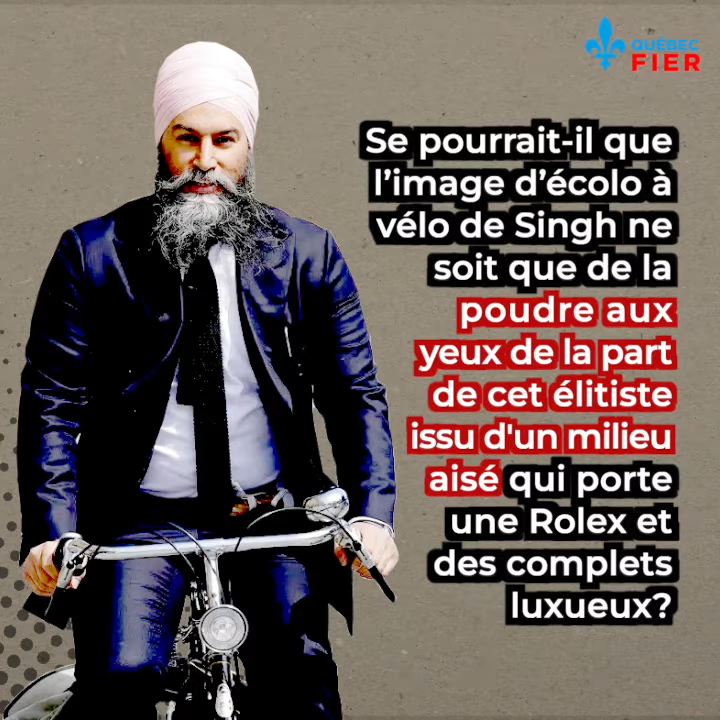 QUÉBEC
FIER
Se pourrait-il que
l'image d'écolo à
vélo de Singh ne
soit que de la
poudre aux
yeux de la part
de cet élitiste
issu d'un milieu
aisé qui porte
une Rolex et
des complets
luxueux?